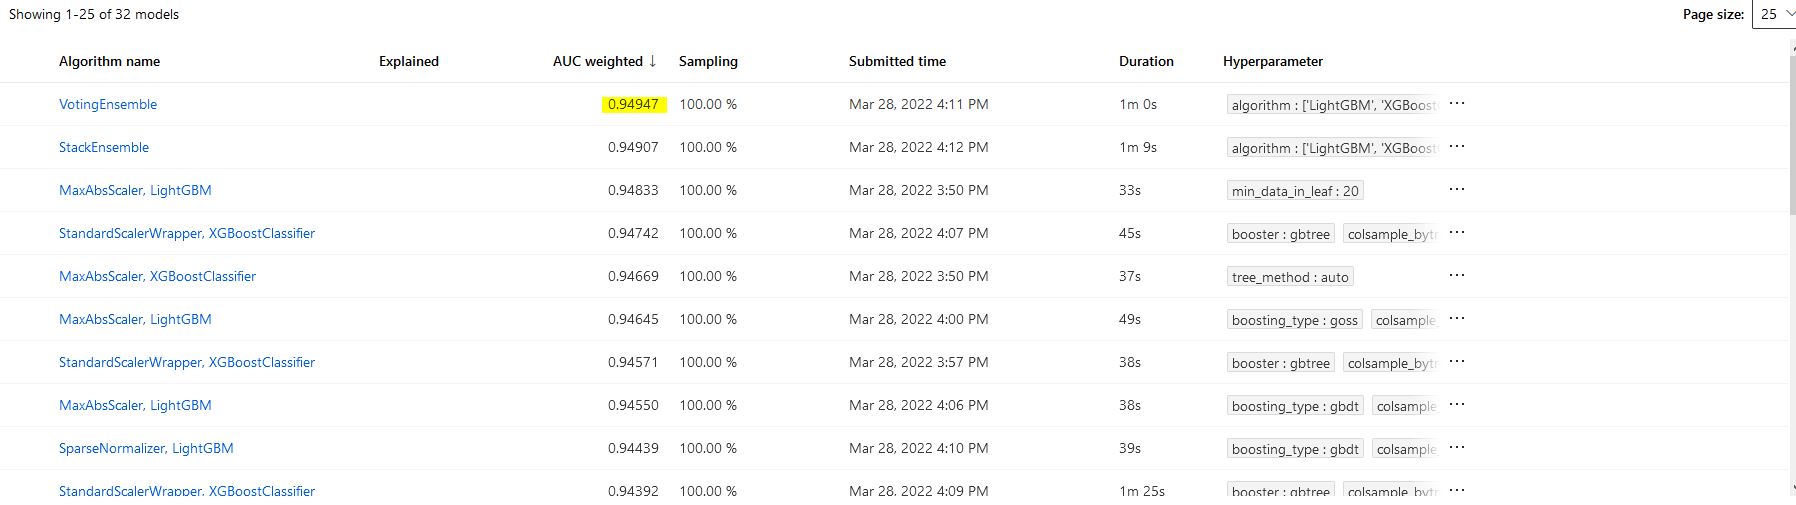 Showing 1-25 of 32 models Page size: 25
Algorithm name Explained AUC weighted ↓ Sampling Submitted time Duration Hyperparameter
VotingEnsemble 0.94947 100.00 % Mar 28, 2022 4:11 PM 1m 0s algorithm : ['LightGBM', 'XGBoost ...
StackEnsemble 0.94907 100.00 % Mar 28, 2022 4:12 PM 1m 9s algorithm : ['LightGBM', 'XGBoost ...
MaxAbsScaler, LightGBM 0.94833 100.00 % Mar 28, 2022 3:50 PM 33s min_data_in_leaf : 20 ...
StandardScalerWrapper, XGBoostClassifier 0.94742 100.00 % Mar 28, 2022 4:07 PM 45s booster : gbtree colsample_bytr ...
MaxAbsScaler, XGBoostClassifier 0.94669 100.00 % Mar 28, 2022 3:50 PM 37s tree_method : auto ...
MaxAbsScaler, LightGBM 0.94645 100.00 % Mar 28, 2022 4:00 PM 49s boosting_type : goss colsample_ ...
StandardScalerWrapper, XGBoostClassifier 0.94571 100.00 % Mar 28, 2022 3:57 PM 38s booster : gbtree colsample_bytr ...
MaxAbsScaler, LightGBM 0.94550 100.00 % Mar 28, 2022 4:06 PM 38s boosting_type : gbdt colsample_ ...
SparseNormalizer, LightGBM 0.94439 100.00 % Mar 28, 2022 4:10 PM 39s boosting_type : gbdt colsample_ ...
StandardScalerWrapper, XGBoostClassifier 0.94392 100.00 % Mar 28, 2022 4:09 PM 1m 25s booster : gbtree colsample_bytr ...